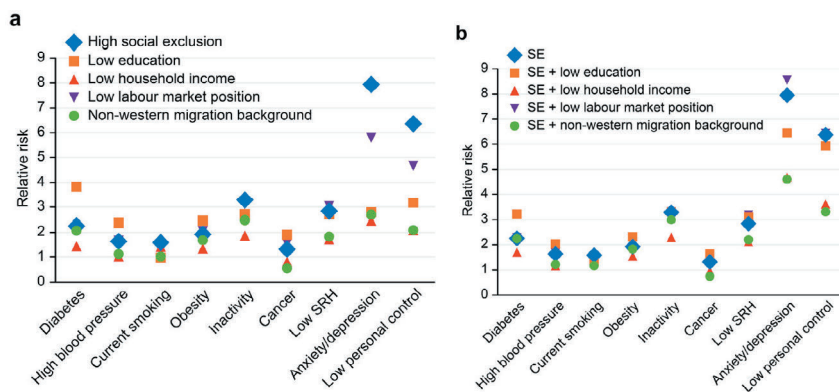 a
High social exclusion
Low education
Low household income
Low labour market position
Non-western migration background
9
8
7
6
5
4
3
2
1
0
Relative risk
Diabetes
High blood pressure
Current smoking
Obesity
Inactivity
Cancer
Low SRH
Anxiety/depression
Low personal control
b
SE
SE + low education
SE + low household income
SE + low labour market position
SE + non-western migration background
9
8
7
6
5
4
3
2
1
0
Relative risk
Diabetes
High blood pressure
Current smoking
Obesity
Inactivity
Cancer
Low SRH
Anxiety/depression
Low personal control